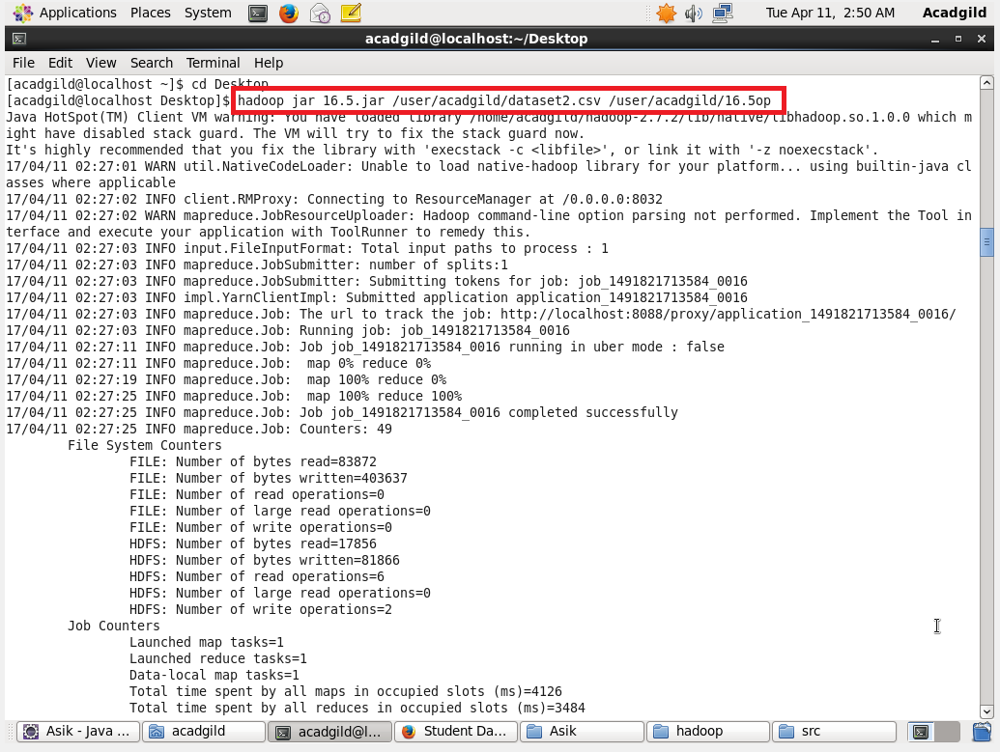 Applications Places System Tue Apr 11, 2:50 AM Acadgild
acadgild@localhost:~/Desktop
File Edit View Search Terminal Help
[acadgild@localhost ~]$ cd Desktop
[acadgild@localhost Desktop]$ hadoop jar 16.5.jar /user/acadgild/dataset2.csv /user/acadgild/16.5op
Java HotSpot(TM) Client VM warning: You have loaded library /home/acadgild/hadoop-2.7.2/lib/native/libhadoop.so.1.0.0 which m
ight have disabled stack guard. The VM will try to fix the stack guard now.
It's highly recommended that you fix the library with 'execstack -c <libfile>', or link it with '-z noexecstack'.
17/04/11 02:27:01 WARN util.NativeCodeLoader: Unable to load native-hadoop library for your platform... using builtin-java cl
asses where applicable
17/04/11 02:27:02 INFO client.RMProxy: Connecting to ResourceManager at /0.0.0.0:8032
17/04/11 02:27:02 WARN mapreduce.JobResourceUploader: Hadoop command-line option parsing not performed. Implement the Tool in
terface and execute your application with ToolRunner to remedy this.
17/04/11 02:27:03 INFO input.FileInputFormat: Total input paths to process : 1
17/04/11 02:27:03 INFO mapreduce.JobSubmitter: number of splits:1
17/04/11 02:27:03 INFO mapreduce.JobSubmitter: Submitting tokens for job: job_1491821713584_0016
17/04/11 02:27:03 INFO impl.YarnClientImpl: Submitted application application_1491821713584_0016
17/04/11 02:27:03 INFO mapreduce.Job: The url to track the job: http://localhost:8088/proxy/application_1491821713584_0016/
17/04/11 02:27:03 INFO mapreduce.Job: Running job: job_1491821713584_0016
17/04/11 02:27:11 INFO mapreduce.Job: Job job_1491821713584_0016 running in uber mode : false
17/04/11 02:27:11 INFO mapreduce.Job:  map 0% reduce 0%
17/04/11 02:27:19 INFO mapreduce.Job:  map 100% reduce 0%
17/04/11 02:27:25 INFO mapreduce.Job:  map 100% reduce 100%
17/04/11 02:27:25 INFO mapreduce.Job: Job job_1491821713584_0016 completed successfully
17/04/11 02:27:25 INFO mapreduce.Job: Counters: 49
File System Counters
FILE: Number of bytes read=83872
FILE: Number of bytes written=403637
FILE: Number of read operations=0
FILE: Number of large read operations=0
FILE: Number of write operations=0
HDFS: Number of bytes read=17856
HDFS: Number of bytes written=81866
HDFS: Number of read operations=6
HDFS: Number of large read operations=0
HDFS: Number of write operations=2
Job Counters
Launched map tasks=1
Launched reduce tasks=1
Data-local map tasks=1
Total time spent by all maps in occupied slots (ms)=4126
Total time spent by all reduces in occupied slots (ms)=3484
Asik - Java ... acadgild acadgild@l... Student Da... Asik hadoop src